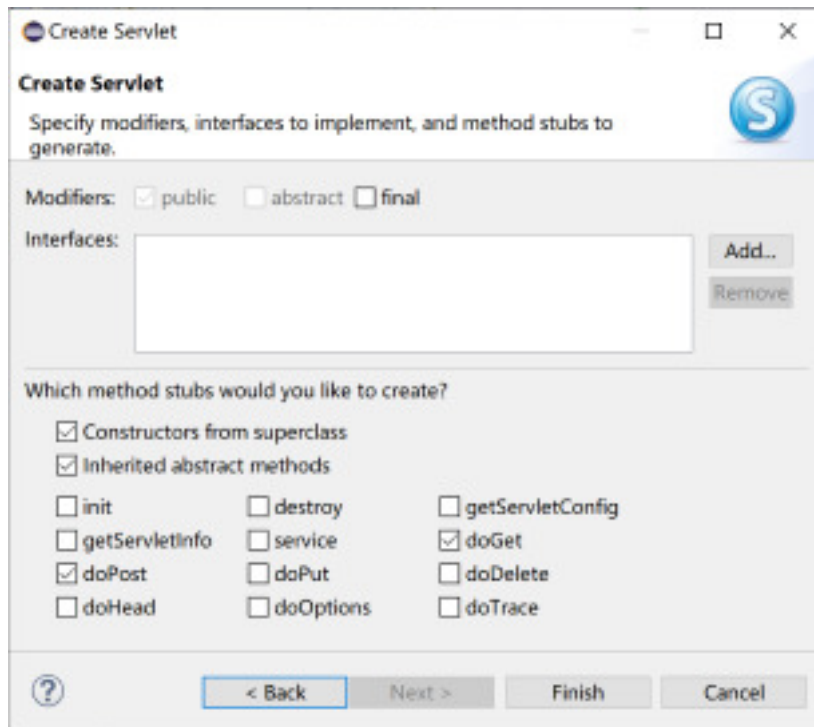 Create Servlet
Create Servlet
Specify modifiers, interfaces to implement, and method stubs to
generate.
S
Modifiers: public abstract final
Interfaces:
Add...
Remove
Which method stubs would you like to create?
Constructors from superclass
Inherited abstract methods
init destroy getServletConfig
getServletInfo service doGet
doPost doPut doDelete
doHead doOptions doTrace
? < Back Next > Finish Cancel